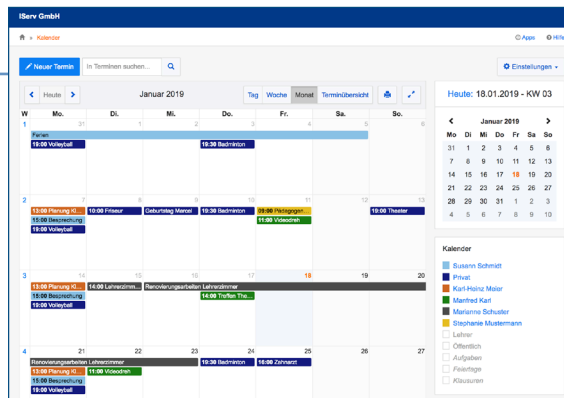 IServ GmbH
» Kalender
Apps Hilfe
Neuer Termin In Terminen suchen... Einstellungen
Heute Januar 2019 Tag Woche Monat Terminübersicht
Heute: 18.01.2019 - KW 03
W Mo. Di. Mi. Do. Fr. Sa. So.
1 31 1 2 3 4 5 6
Ferien
19:00 Volleyball 19:30 Badminton
2 7 8 9 10 11 12 13
13:00 Planung Kl... 10:00 Friseur Geburtstag Marcel 19:30 Badminton 09:00 Pädagogen... 19:00 Theater
15:00 Besprechung 11:00 Videodreh
19:00 Volleyball
3 14 15 16 17 18 19 20
13:00 Planung Kl... 14:00 Lehrerzimm... Renovierungsarbeiten Lehrerzimmer
15:00 Besprechung 14:00 Treffen The...
19:00 Volleyball
4 21 22 23 24 25 26 27
Renovierungsarbeiten Lehrerzimmer 19:30 Badminton 16:00 Zahnarzt
13:00 Planung Kl... 11:00 Videodreh
15:00 Besprechung
19:00 Volleyball
Januar 2019
Mo Di Mi Do Fr Sa So
31 1 2 3 4 5 6
7 8 9 10 11 12 13
14 15 16 17 18 19 20
21 22 23 24 25 26 27
28 29 30 31 1 2 3
4 5 6 7 8 9 10
Kalender
Susann Schmidt
Privat
Karl-Heinz Meier
Manfred Karl
Marianne Schuster
Stephanie Mustermann
Lehrer
Öffentlich
Aufgaben
Feiertage
Klausuren